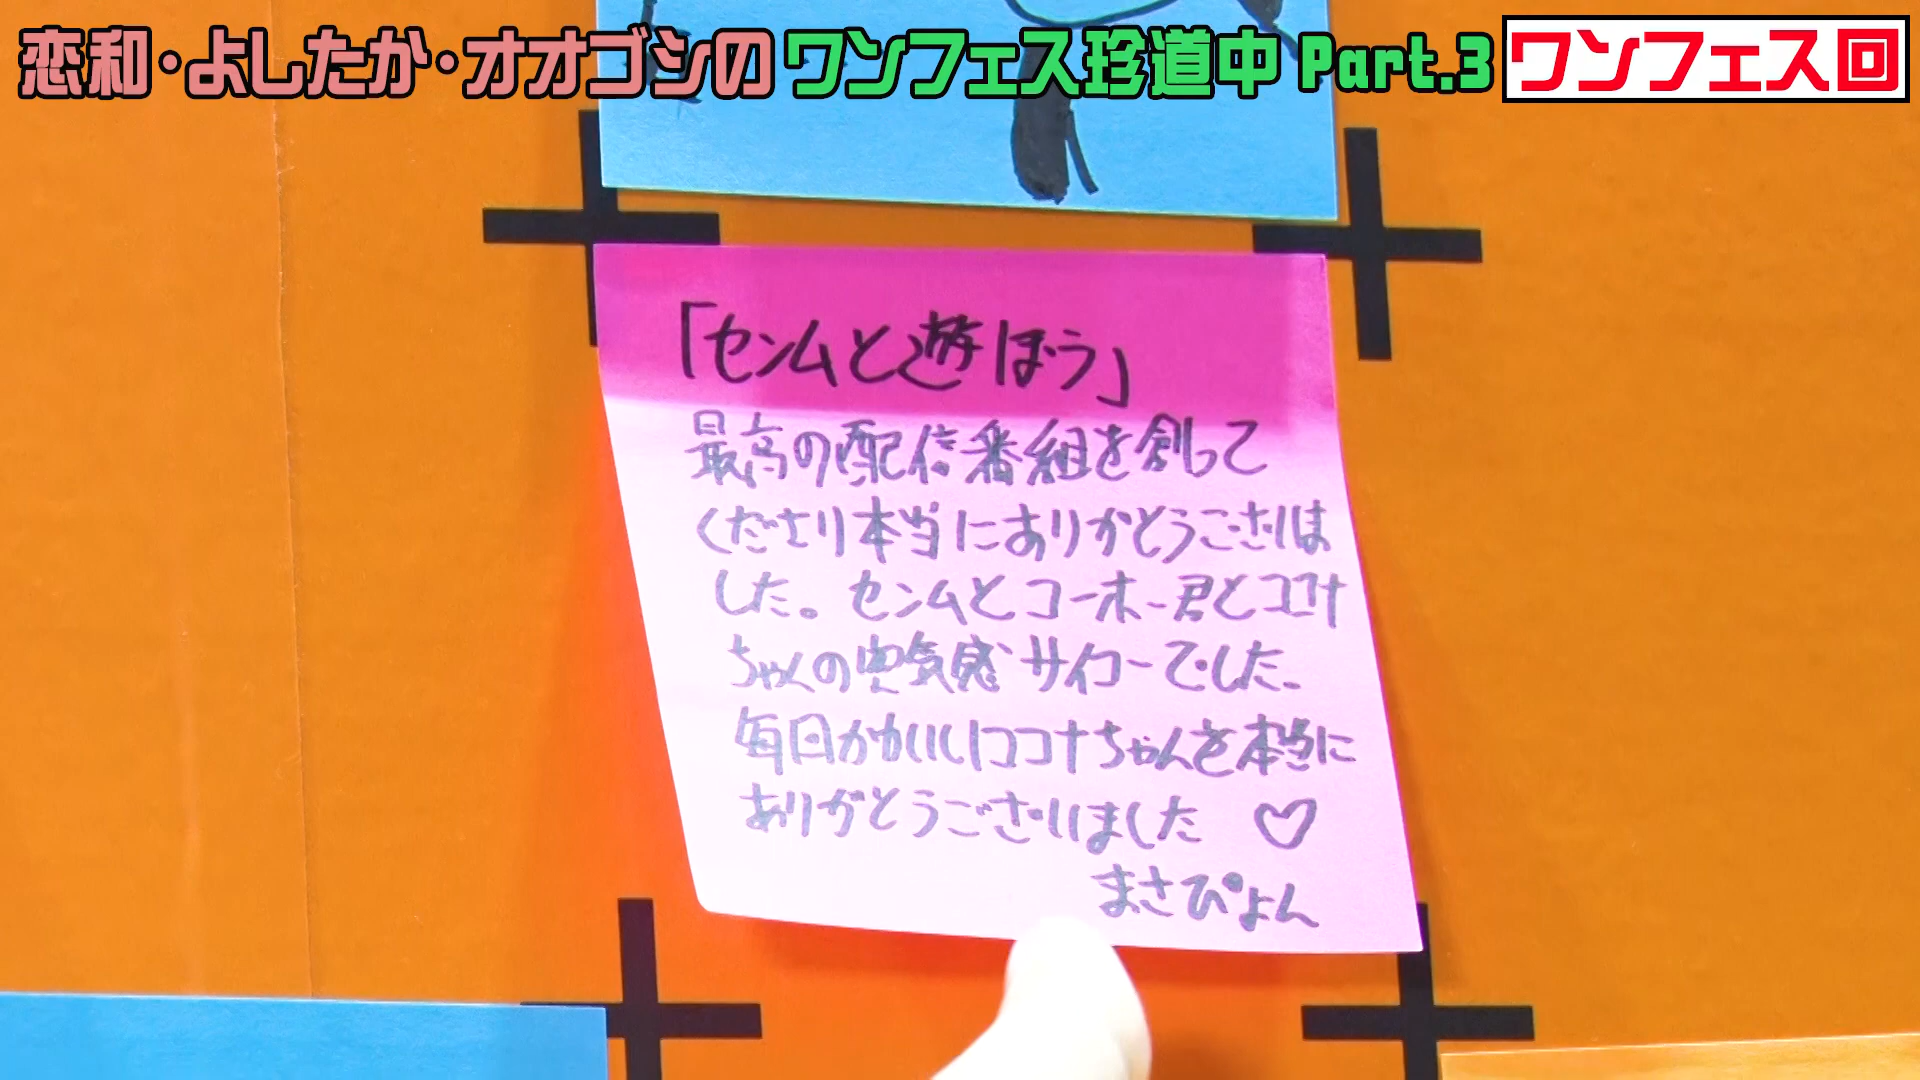 恋和・よしたか・オオゴシのワンフェス珍道中 Part.3
ワンフェス回
「センムと遊ぼう」
最高の配信番組を創って
くださり本当にありがとうございま
した。センムとコーホー君とココナ
ちゃんの空気感サイコーでした。
毎日かわいいココナちゃんを本当に
ありがとうございました♡
まさぴょん